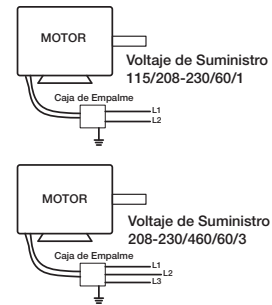 MOTOR
Voltaje de Suministro
115/208-230/60/1
Caja de Empalme
L1
L2
MOTOR
Voltaje de Suministro
208-230/460/60/3
Caja de Empalme
L1
L2
L3